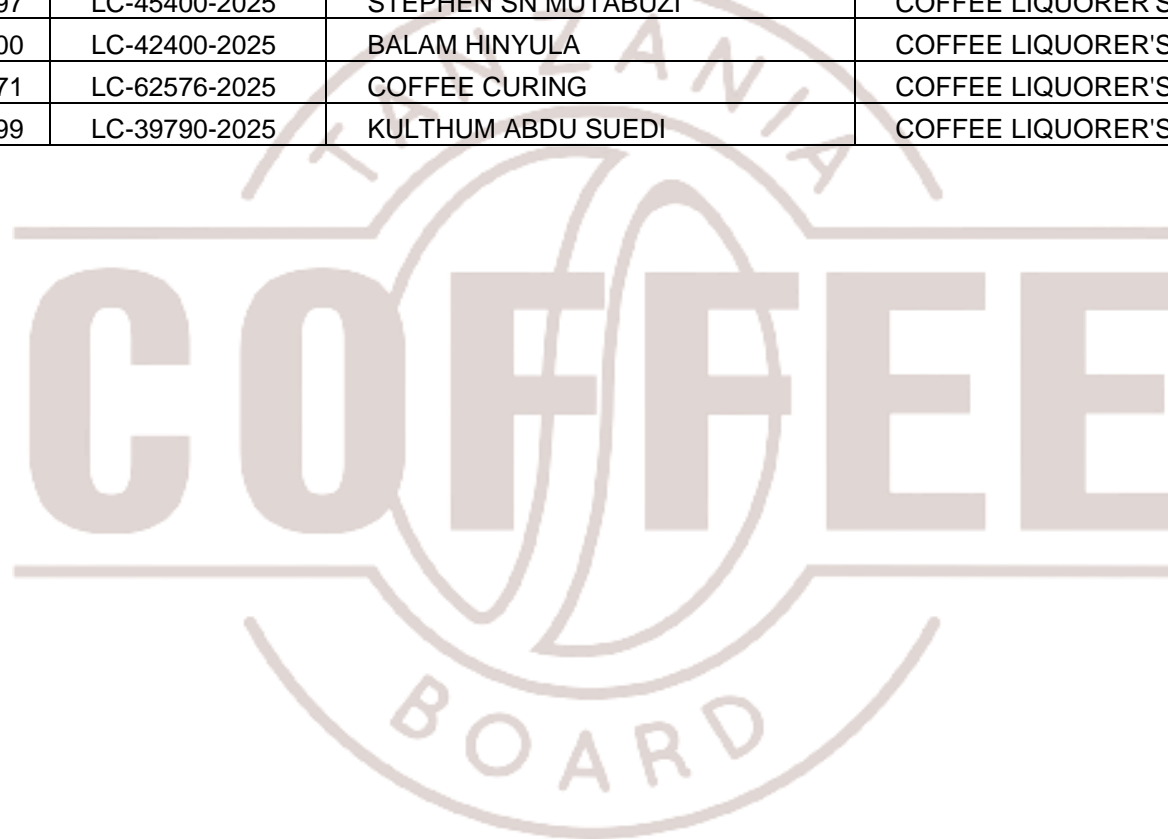 97 LC-45400-2025 STEPHEN SN MUTABUZI COFFEE LIQUORER'S
00 LC-42400-2025 BALAM HINYULA COFFEE LIQUORER'S
71 LC-62576-2025 COFFEE CURING COFFEE LIQUORER'S
99 LC-39790-2025 KULTHUM ABDU SUEDI COFFEE LIQUORER'S
TANZANIA
COFFEE
BOARD